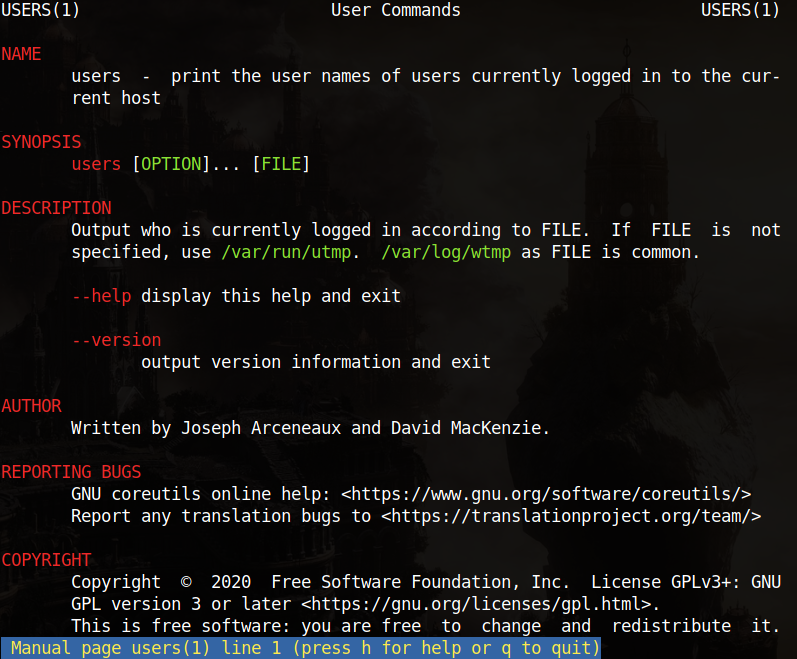 USERS(1) User Commands USERS(1)
NAME
users - print the user names of users currently logged in to the cur-
rent host
SYNOPSIS
users [OPTION]... [FILE]
DESCRIPTION
Output who is currently logged in according to FILE. If FILE is not
specified, use /var/run/utmp. /var/log/wtmp as FILE is common.
--help display this help and exit
--version
output version information and exit
AUTHOR
Written by Joseph Arceneaux and David MacKenzie.
REPORTING BUGS
GNU coreutils online help: <https://www.gnu.org/software/coreutils/>
Report any translation bugs to <https://translationproject.org/team/>
COPYRIGHT
Copyright © 2020 Free Software Foundation, Inc. License GPLv3+: GNU
GPL version 3 or later <https://gnu.org/licenses/gpl.html>.
This is free software: you are free to change and redistribute it.
Manual page users(1) line 1 (press h for help or q to quit)